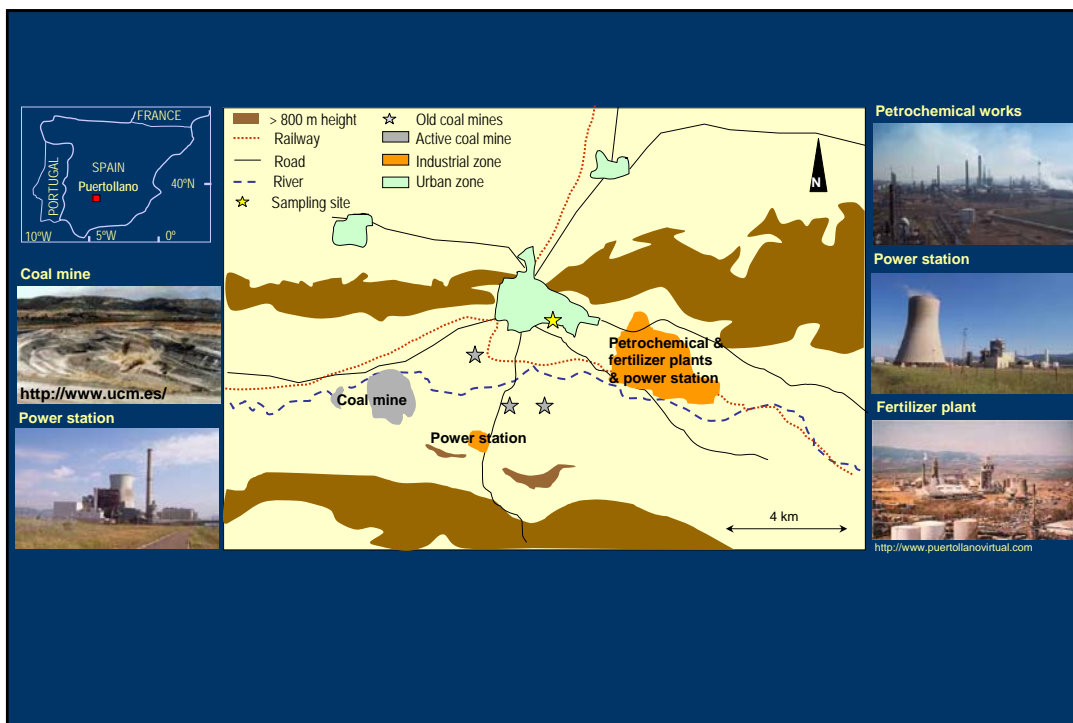 FRANCE
PORTUGAL
SPAIN
Puertollano
40ºN
10ºW
5ºW
0º
Coal mine
http://www.ucm.es/
Power station
> 800 m height
Railway
Road
River
Sampling site
Old coal mines
Active coal mine
Industrial zone
Urban zone
N
Petrochemical &
fertilizer plants
& power station
Coal mine
Power station
4 km
Petrochemical works
Power station
Fertilizer plant
http://www.puertollanovirtual.com